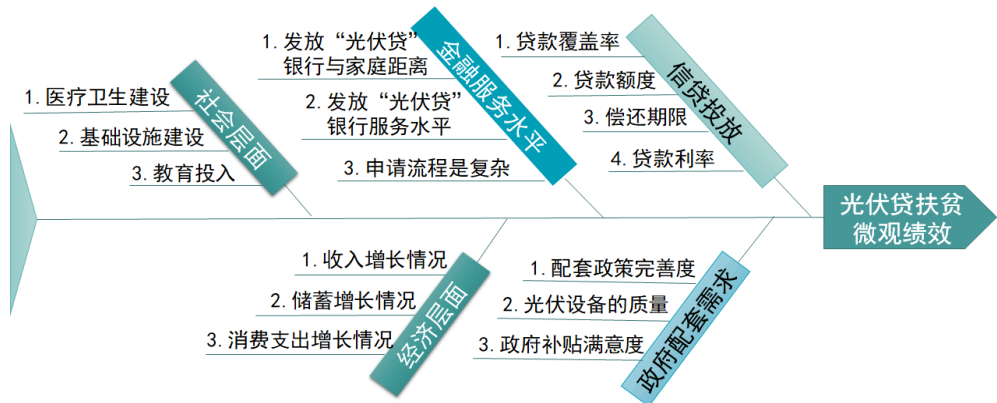 社会层面
1. 医疗卫生建设
2. 基础设施建设
3. 教育投入
金融服务水平
1. 发放“光伏贷”
银行与家庭距离
2. 发放“光伏贷”
银行服务水平
3. 申请流程是复杂
信贷投放
1. 贷款覆盖率
2. 贷款额度
3. 偿还期限
4. 贷款利率
经济层面
1. 收入增长情况
2. 储蓄增长情况
3. 消费支出增长情况
政府配套需求
1. 配套政策完善度
2. 光伏设备的质量
3. 政府补贴满意度
光伏贷扶贫
微观绩效